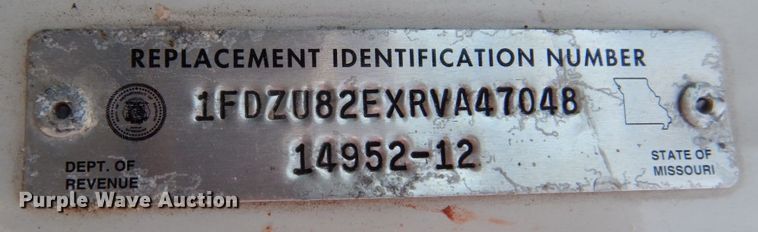 REPLACEMENT IDENTIFICATION NUMBER
1FDZU82EXRVA47048
14952-12
DEPT. OF
REVENUE
STATE OF
MISSOURI
Purple Wave Auction